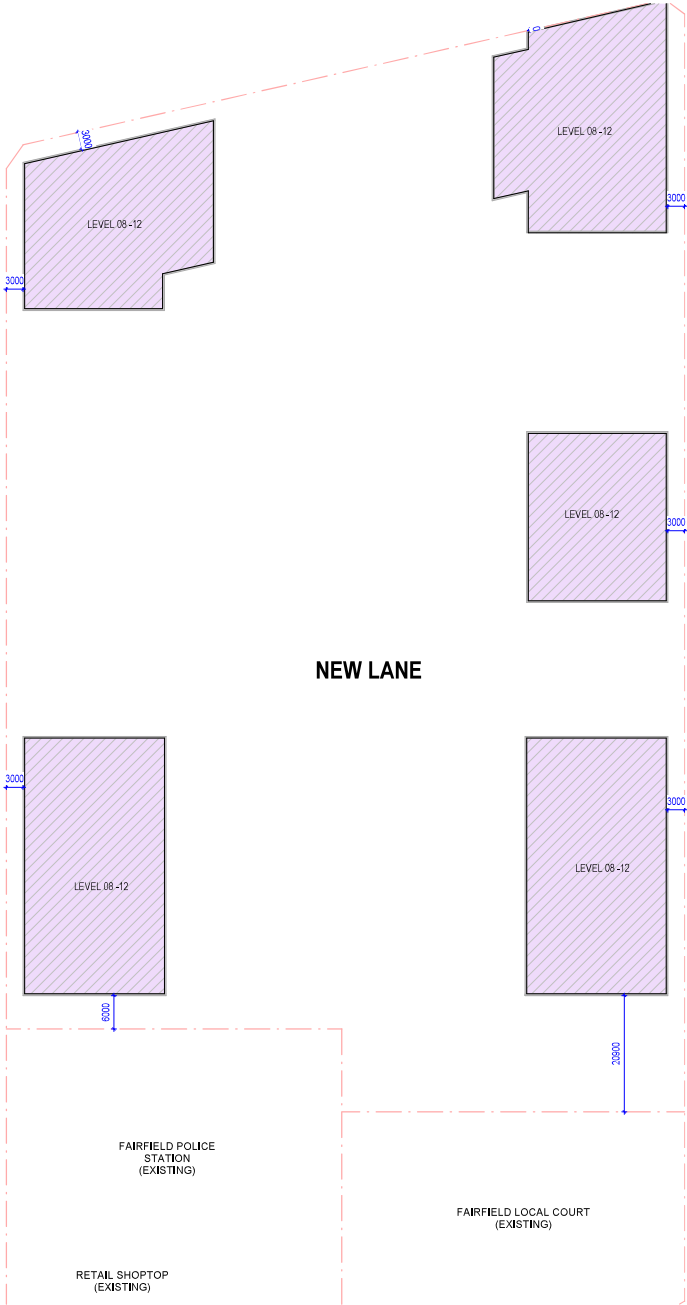 0
LEVEL 08 -12
3000
3000
LEVEL 08 -12
3000
LEVEL 08 -12
3000
NEW LANE
3000
3000
LEVEL 08 -12
LEVEL 08 -12
6000
20900
FAIRFIELD POLICE
STATION
(EXISTING)
FAIRFIELD LOCAL COURT
(EXISTING)
RETAIL SHOPTOP
(EXISTING)